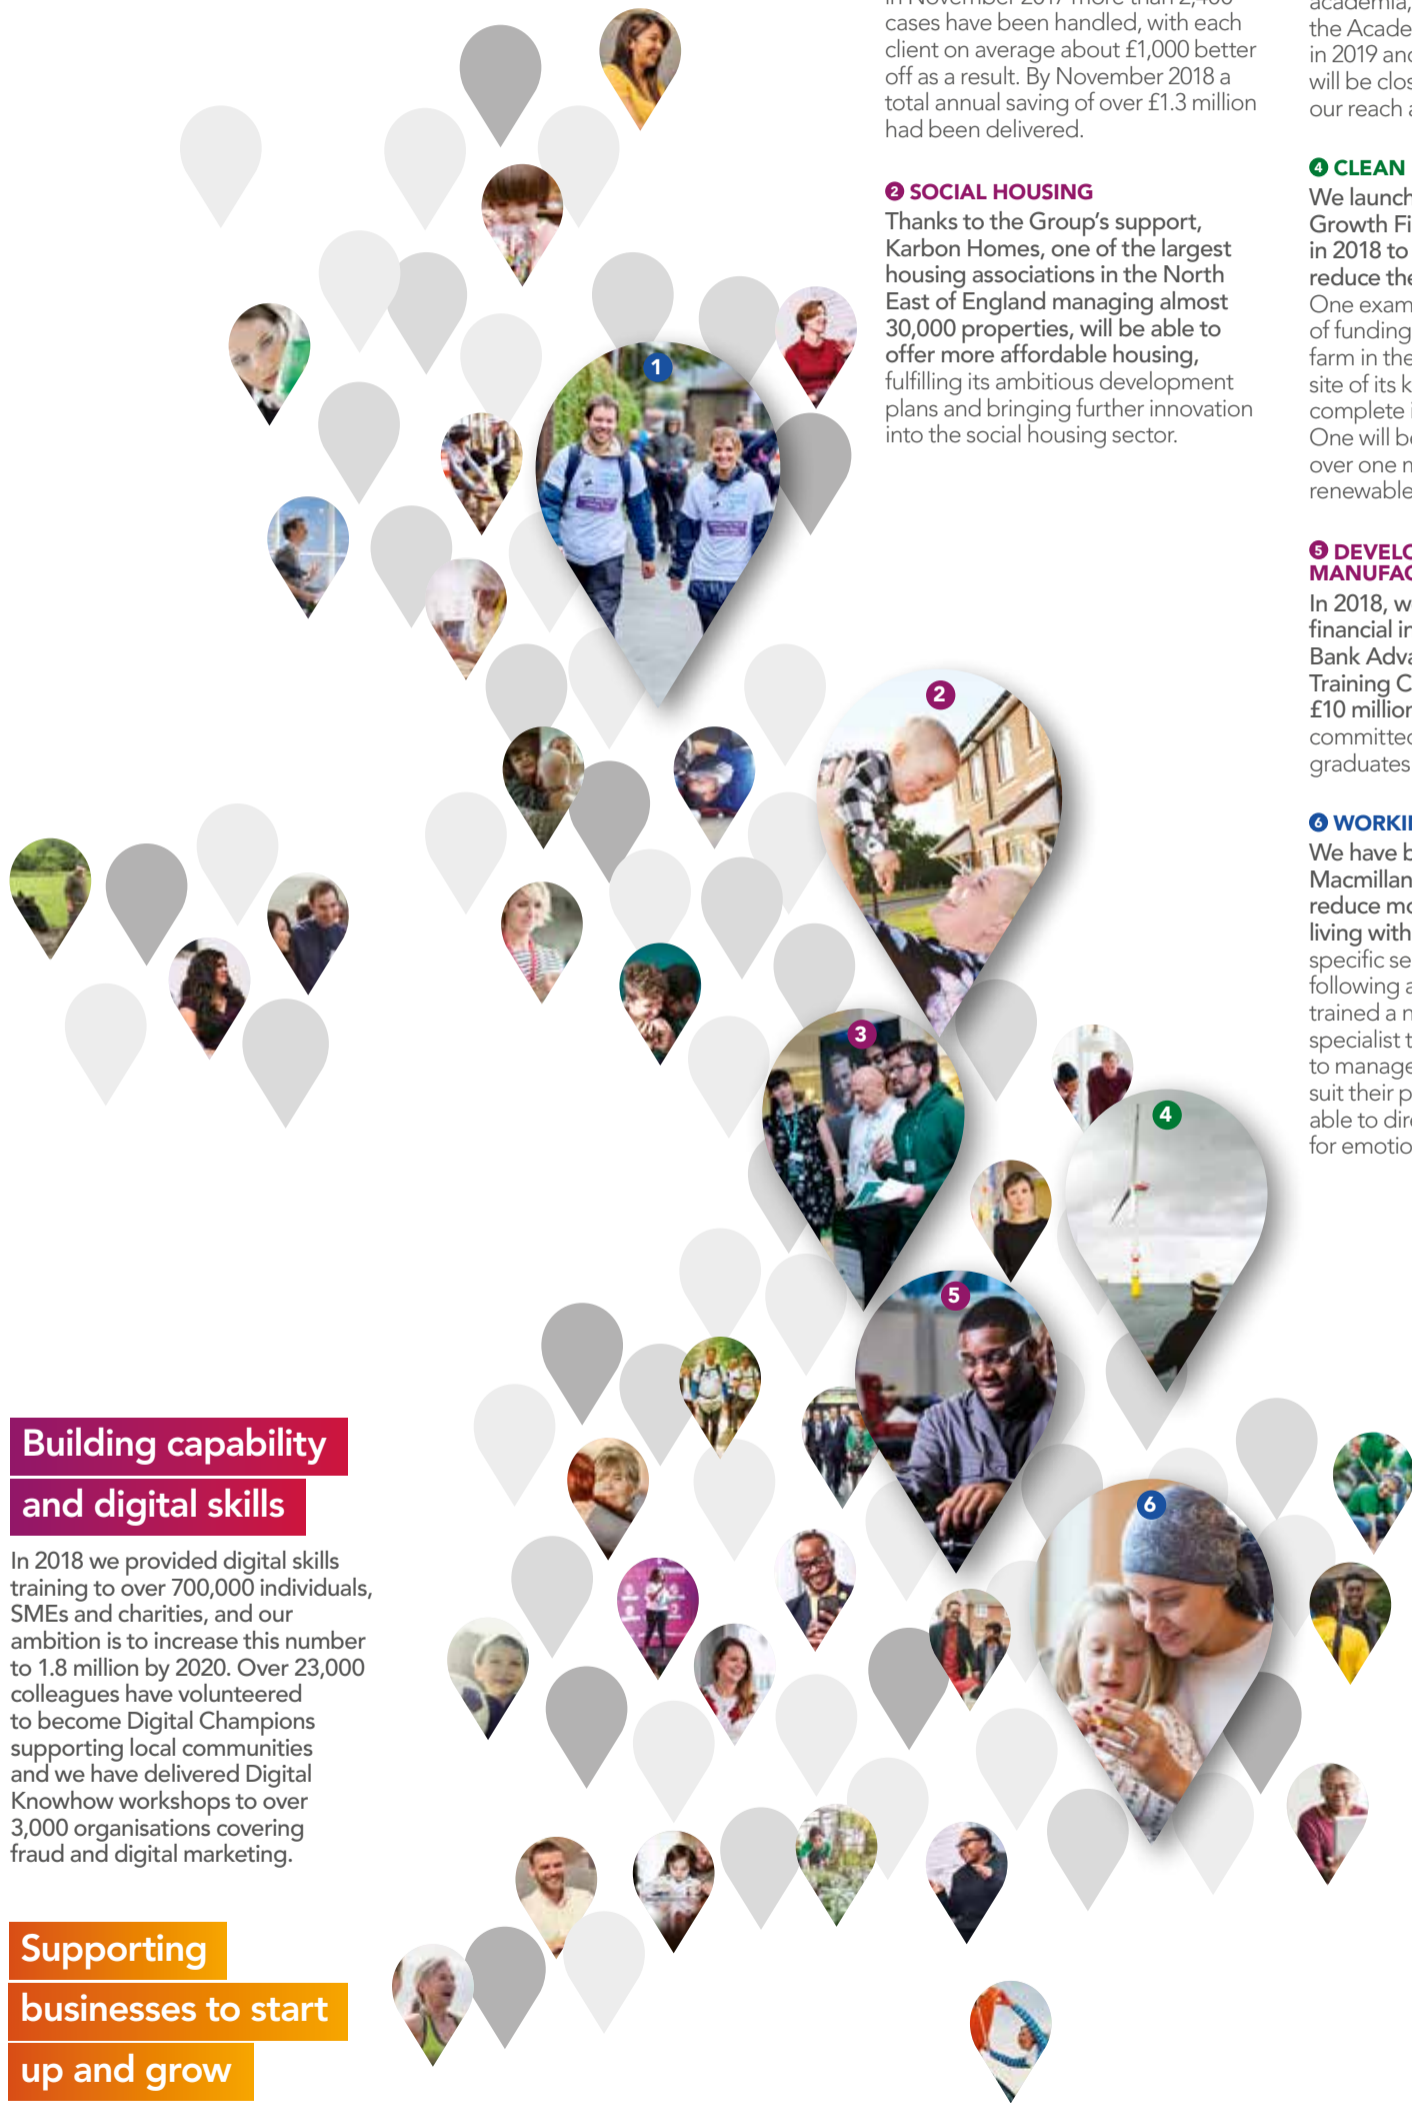 cases have been handled, with each
client on average about £1,000 better
off as a result. By November 2018 a
total annual saving of over £1.3 million
had been delivered.
2 SOCIAL HOUSING
Thanks to the Group's support,
Karbon Homes, one of the largest
housing associations in the North
East of England managing almost
30,000 properties, will be able to
offer more affordable housing,
fulfilling its ambitious development
plans and bringing further innovation
into the social housing sector.
academia,
the Acade
in 2019 and
will be clos
our reach a
4 CLEAN
We launch
Growth Fi
in 2018 to
reduce the
One exam
of funding
farm in the
site of its k
complete i
One will be
over one m
renewable
5 DEVELO
MANUFAC
In 2018, w
financial in
Bank Adva
Training C
£10 million
committed
graduates
6 WORKI
We have b
Macmillan
reduce mo
living with
specific se
following a
trained a n
specialist t
to manage
suit their p
able to dire
for emotio
1
2
3
4
5
6
Building capability
and digital skills
In 2018 we provided digital skills
training to over 700,000 individuals,
SMEs and charities, and our
ambition is to increase this number
to 1.8 million by 2020. Over 23,000
colleagues have volunteered
to become Digital Champions
supporting local communities
and we have delivered Digital
Knowhow workshops to over
3,000 organisations covering
fraud and digital marketing.
Supporting
businesses to start
up and grow